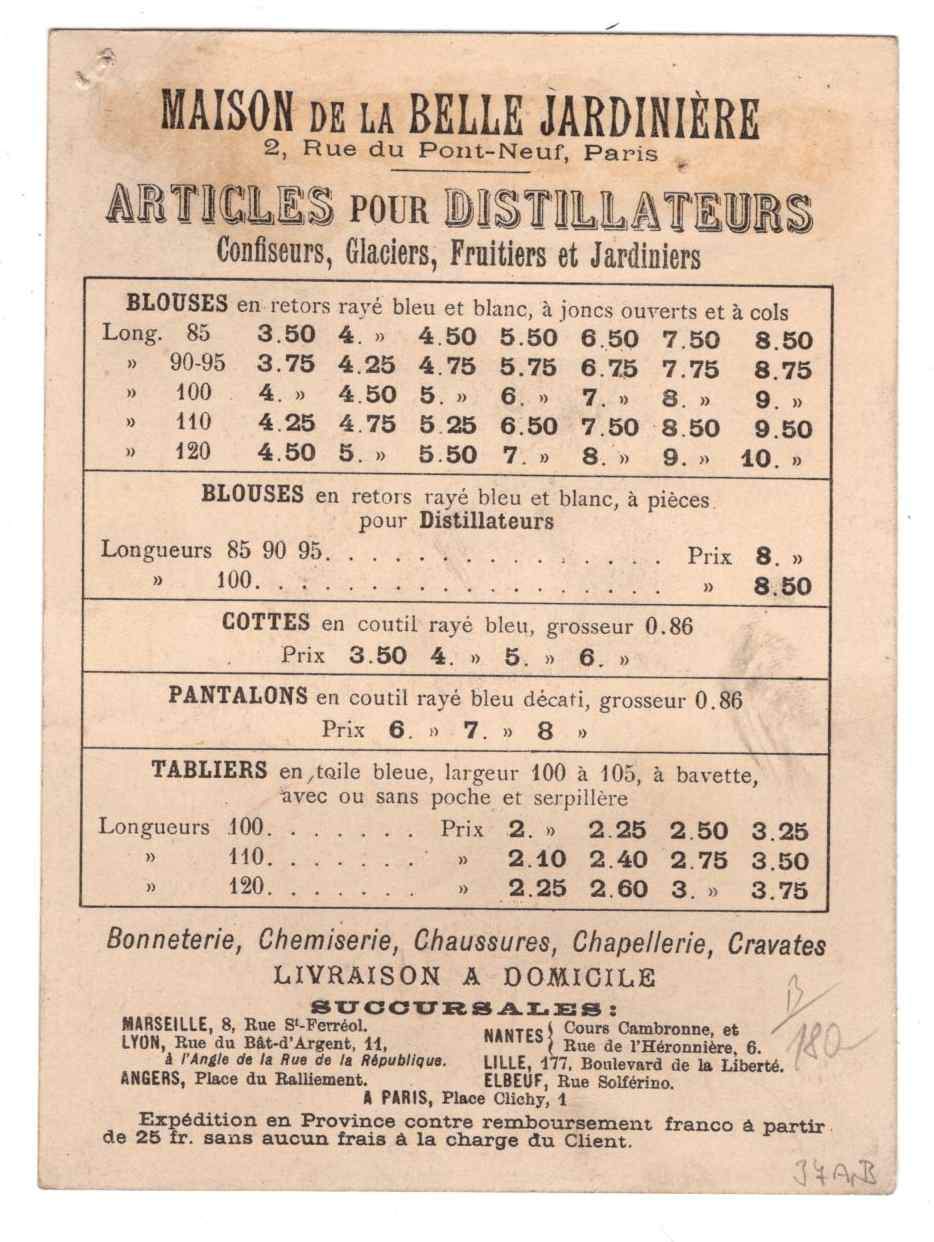 MAISON DE LA BELLE JARDINIÈRE
2, Rue du Pont-Neuf, Paris
ARTICLES POUR DISTILLATEURS
Confiseurs, Glaciers, Fruitiers et Jardiniers
BLOUSES en retors rayé bleu et blanc, à joncs ouverts et à cols
Long. 85 3.50 4. » 4.50 5.50 6.50 7.50 8.50
» 90-95 3.75 4.25 4.75 5.75 6.75 7.75 8.75
» 100 4. » 4.50 5. » 6. » 7. » 8. » 9. »
» 110 4.25 4.75 5.25 6.50 7.50 8.50 9.50
» 120 4.50 5. » 5.50 7. » 8. » 9. » 10. »
BLOUSES en retors rayé bleu et blanc, à pièces
pour Distillateurs
Longueurs 85 90 95. . . . . . . . . . . . . . . . . Prix 8. »
» 100. . . . . . . . . . . . . . . . . . . » 8.50
COTTES en coutil rayé bleu, grosseur 0.86
Prix 3.50 4. » 5. » 6. »
PANTALONS en coutil rayé bleu décati, grosseur 0.86
Prix 6. » 7. » 8 »
TABLIERS en toile bleue, largeur 100 à 105, à bavette,
avec ou sans poche et serpillère
Longueurs 100. . . . . . . Prix 2. » 2.25 2.50 3.25
» 110. . . . . . . » 2.10 2.40 2.75 3.50
» 120. . . . . . . » 2.25 2.60 3. » 3.75
Bonneterie, Chemiserie, Chaussures, Chapellerie, Cravates
LIVRAISON A DOMICILE
SUCCURSALES:
MARSEILLE, 8, Rue St-Ferréol.
LYON, Rue du Bât-d'Argent, 11,
à l'Angle de la Rue de la République.
ANGERS, Place du Ralliement.
NANTES { Cours Cambronne, et
Rue de l'Héronnière, 6.
LILLE, 177, Boulevard de la Liberté.
ELBEUF, Rue Solférino.
A PARIS, Place Clichy, 1
Expédition en Province contre remboursement franco à partir
de 25 fr. sans aucun frais à la charge du Client.
B/
180
37A,B